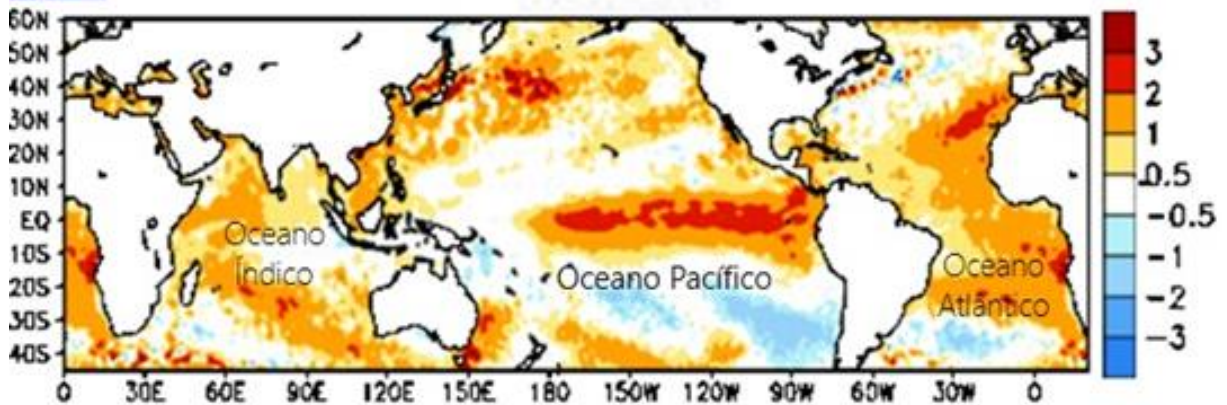 60N
50N
40N
30N
20N
10N
EQ
10S
20S
30S
40S
Oceano
Índico
Oceano Pacífico
Oceano
Atlântico
0 30E 60E 90E 120E 150E 180 150W 120W 90W 60W 30W 0
3
2
1
0.5
-0.5
-1
-2
-3